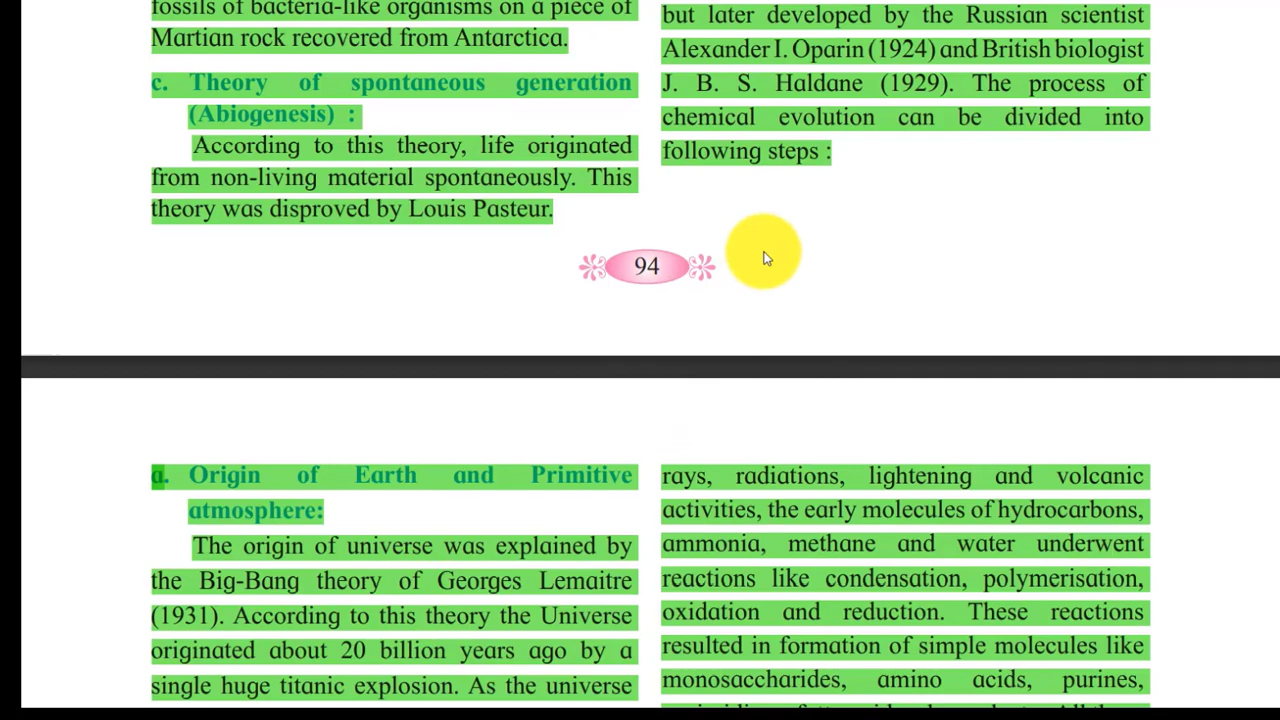 fossils of bacteria-like organisms on a piece of
Martian rock recovered from Antarctica.
c. Theory of spontaneous generation
(Abiogenesis) :
According to this theory, life originated
from non-living material spontaneously. This
theory was disproved by Louis Pasteur.
but later developed by the Russian scientist
Alexander I. Oparin (1924) and British biologist
J. B. S. Haldane (1929). The process of
chemical evolution can be divided into
following steps :
94
a. Origin of Earth and Primitive
atmosphere:
The origin of universe was explained by
the Big-Bang theory of Georges Lemaitre
(1931). According to this theory the Universe
originated about 20 billion years ago by a
single huge titanic explosion. As the universe
rays, radiations, lightening and volcanic
activities, the early molecules of hydrocarbons,
ammonia, methane and water underwent
reactions like condensation, polymerisation,
oxidation and reduction. These reactions
resulted in formation of simple molecules like
monosaccharides, amino acids, purines,